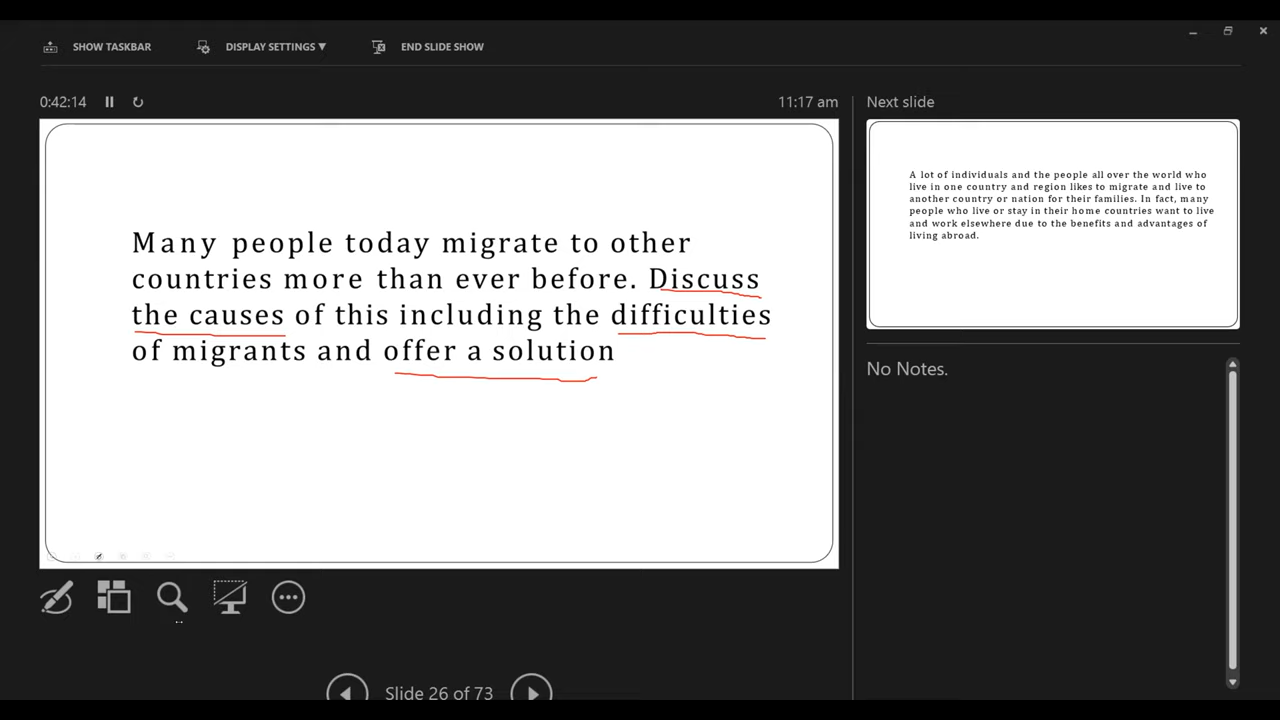 SHOW TASKBAR
DISPLAY SETTINGS ▼
END SLIDE SHOW
0:42:14
11:17 am
Many people today migrate to other
countries more than ever before. Discuss
the causes of this including the difficulties
of migrants and offer a solution
Slide 26 of 73
Next slide
A lot of individuals and the people all over the world who
live in one country and region likes to migrate and live to
another country or nation for their families. In fact, many
people who live or stay in their home countries want to live
and work elsewhere due to the benefits and advantages of
living abroad.
No Notes.